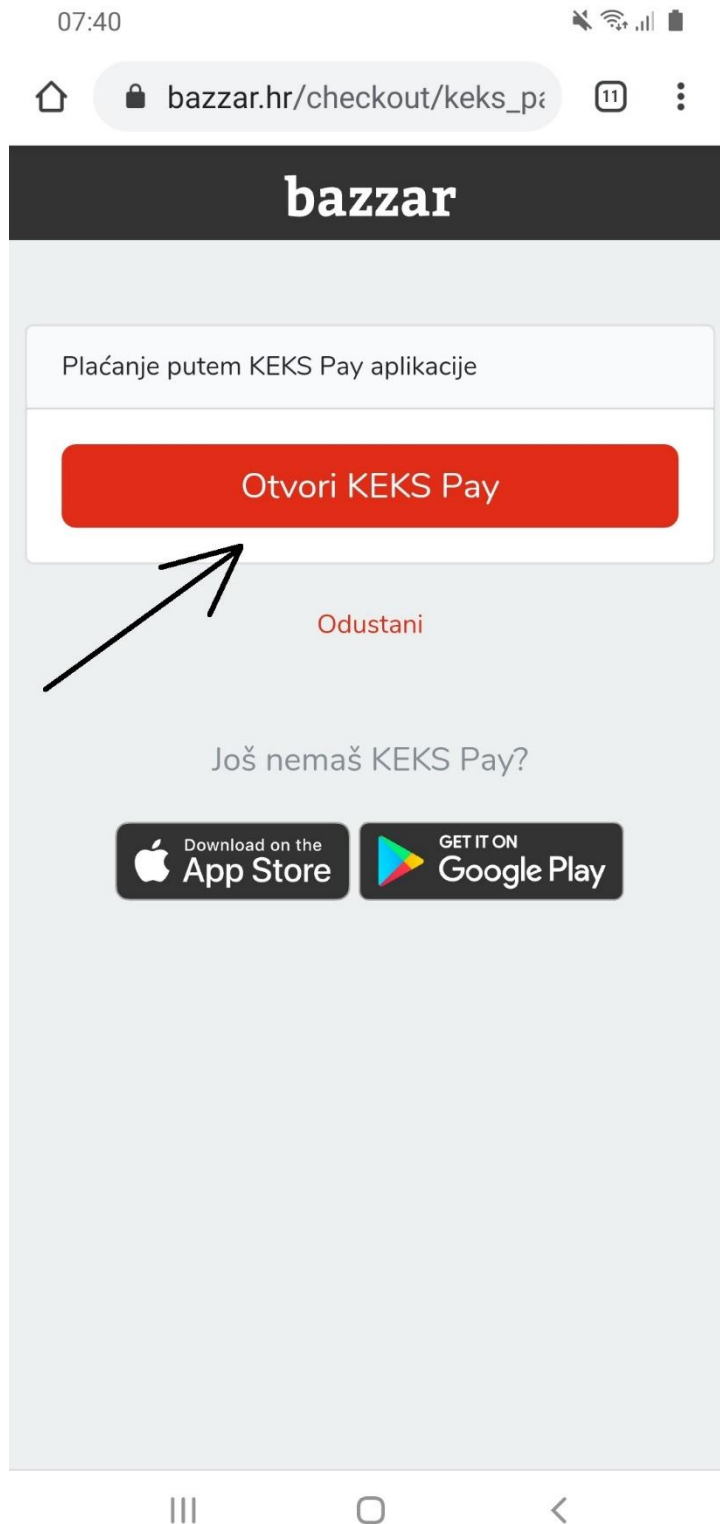 07:40
bazzar.hr/checkout/keks_pa
11
bazzar
Plaćanje putem KEKS Pay aplikacije
Otvori KEKS Pay
Odustani
Još nemaš KEKS Pay?
Download on the
App Store
GET IT ON
Google Play